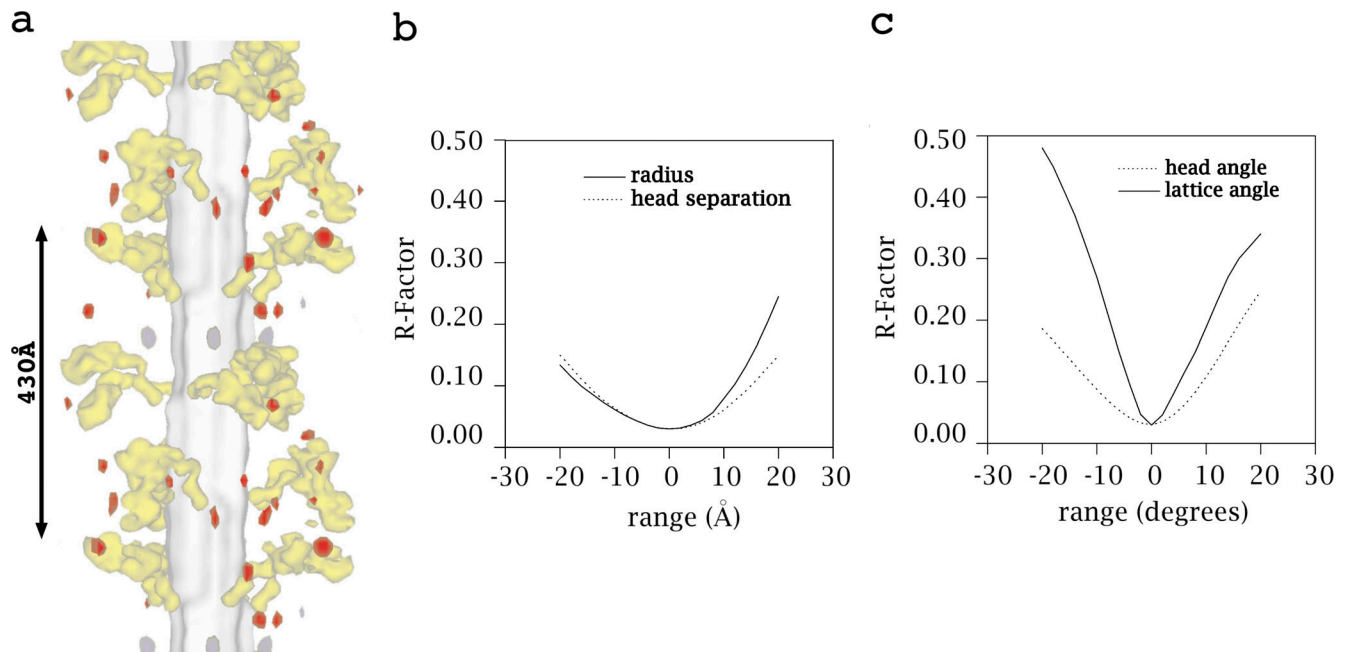 a
430Å
b
0.50
0.40
0.30
0.20
0.10
0.00
R-Factor
radius
head separation
-30 -20 -10 0 10 20 30
range (Å)
c
0.50
0.40
0.30
0.20
0.10
0.00
R-Factor
head angle
lattice angle
-30 -20 -10 0 10 20 30
range (degrees)